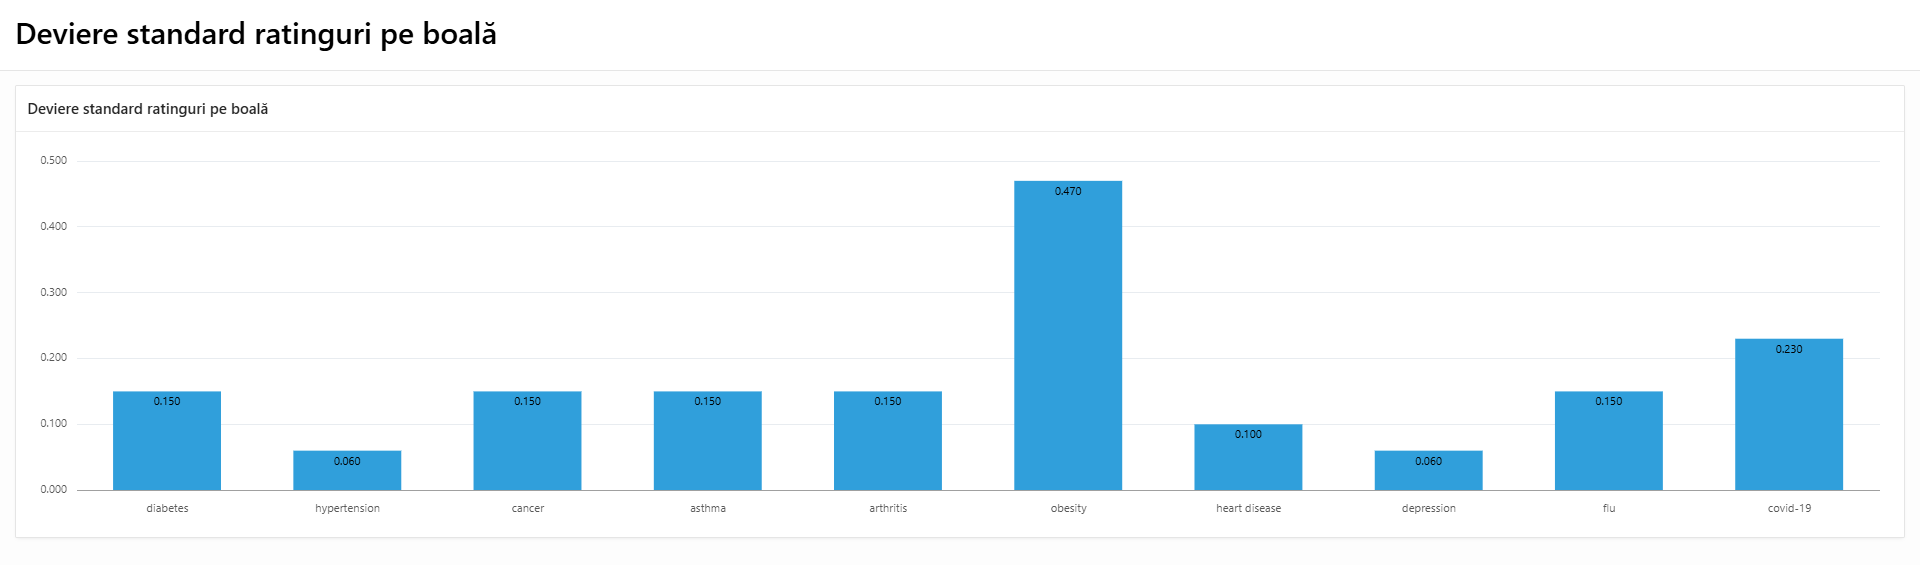 Deviere standard ratinguri pe boală
Deviere standard ratinguri pe boală
0.500
0.400
0.300
0.200
0.100
0.000
0.150
0.060
0.150
0.150
0.150
0.470
0.100
0.060
0.150
0.230
diabetes
hypertension
cancer
asthma
arthritis
obesity
heart disease
depression
flu
covid-19